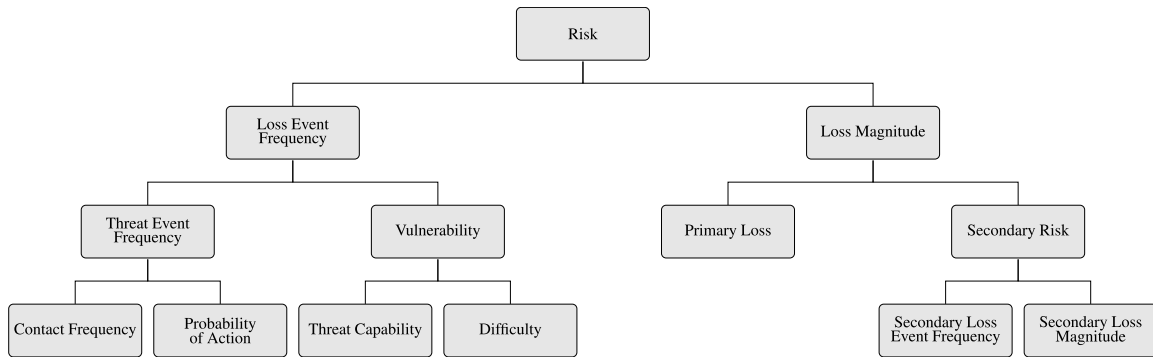 Risk
Loss Event
Frequency
Loss Magnitude
Threat Event
Frequency
Vulnerability
Primary Loss
Secondary Risk
Contact Frequency
Probability
of Action
Threat Capability
Difficulty
Secondary Loss
Event Frequency
Secondary Loss
Magnitude